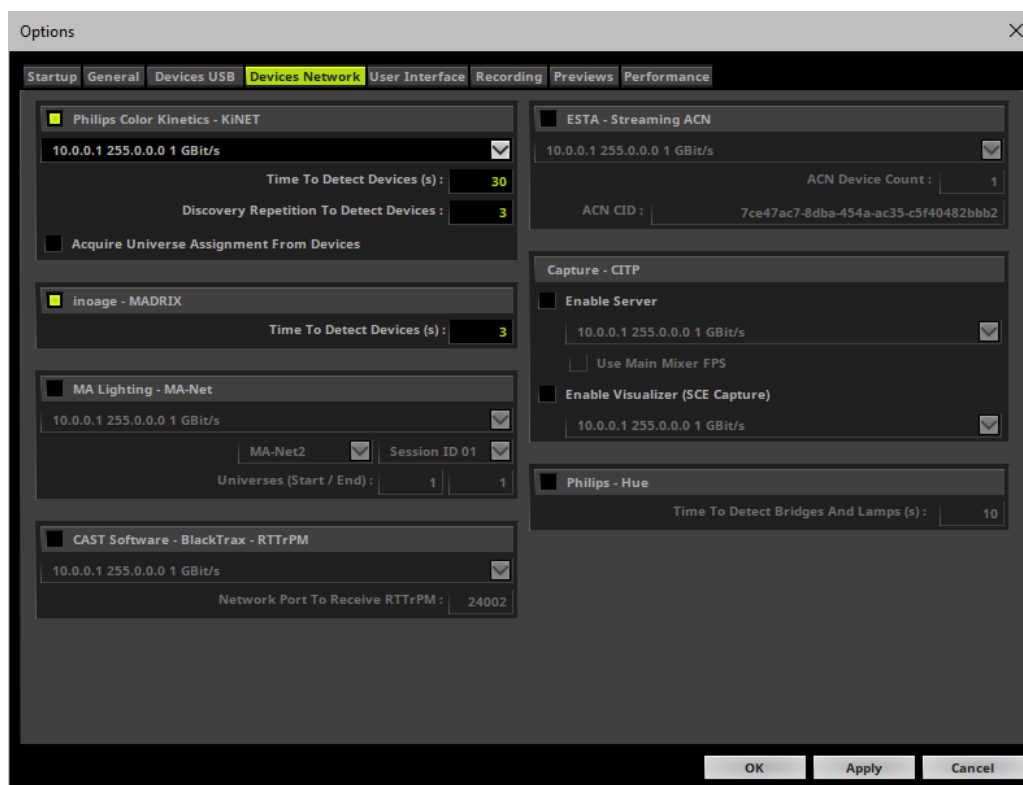 Options
Startup General Devices USB Devices Network User Interface Recording Previews Performance
Philips Color Kinetics - KiNET
10.0.0.1 255.0.0.0 1 GBit/s
Time To Detect Devices (s) : 30
Discovery Repetition To Detect Devices : 3
Acquire Universe Assignment From Devices
inoage - MADRIX
Time To Detect Devices (s) : 3
MA Lighting - MA-Net
10.0.0.1 255.0.0.0 1 GBit/s
MA-Net2 Session ID 01
Universes (Start / End) : 1 1
CAST Software - BlackTrax - RTTrPM
10.0.0.1 255.0.0.0 1 GBit/s
Network Port To Receive RTTrPM : 24002
ESTA - Streaming ACN
10.0.0.1 255.0.0.0 1 GBit/s
ACN Device Count : 1
ACN CID : 7ce47ac7-8dba-454a-ac35-c5f40482bbb2
Capture - CITP
Enable Server
10.0.0.1 255.0.0.0 1 GBit/s
Use Main Mixer FPS
Enable Visualizer (SCE Capture)
10.0.0.1 255.0.0.0 1 GBit/s
Philips - Hue
Time To Detect Bridges And Lamps (s) : 10
OK Apply Cancel